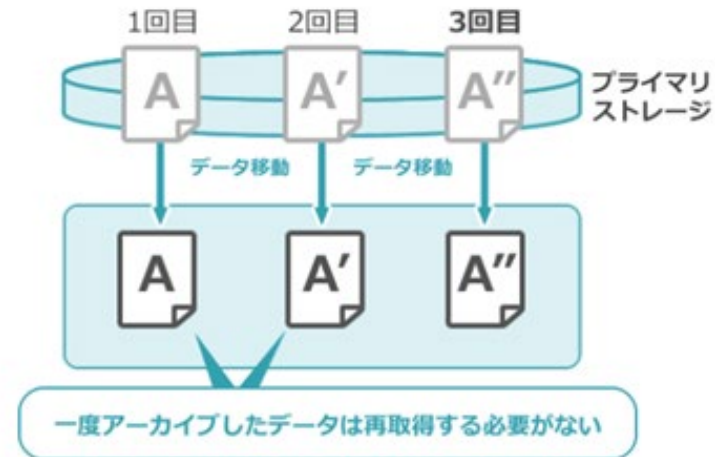 1回目 2回目 3回目
A A′ A″
プライマリ
ストレージ
データ移動 データ移動
A A′ A″
一度アーカイブしたデータは再取得する必要がない